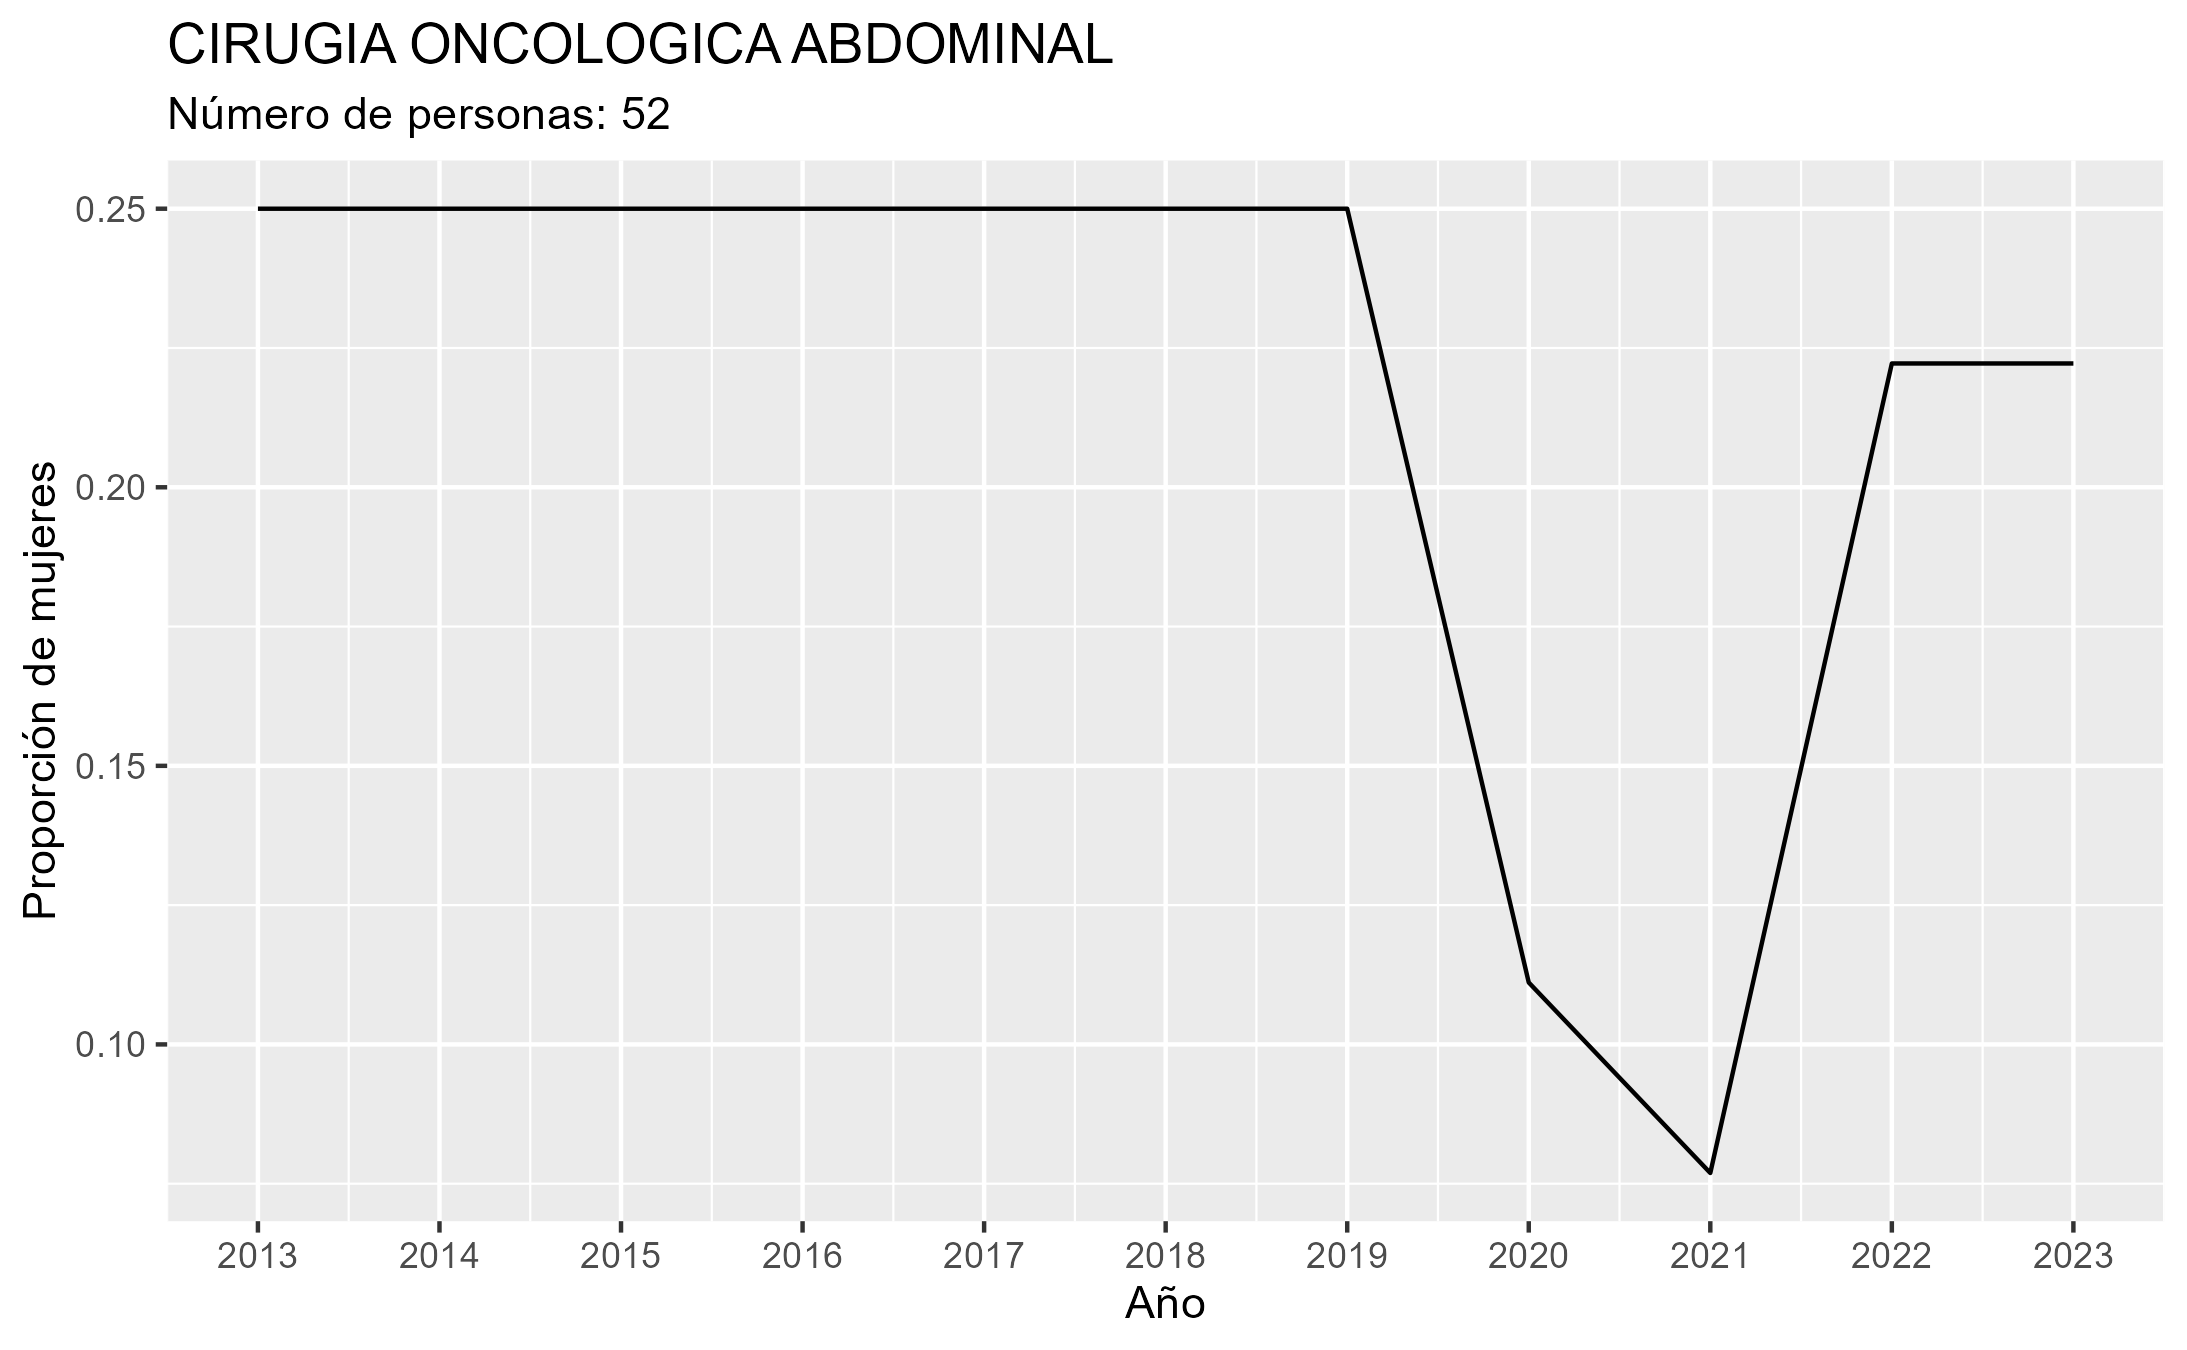 CIRUGIA ONCOLOGICA ABDOMINAL
Número de personas: 52
Proporción de mujeres
0.25
0.20
0.15
0.10
2013 2014 2015 2016 2017 2018 2019 2020 2021 2022 2023
Año